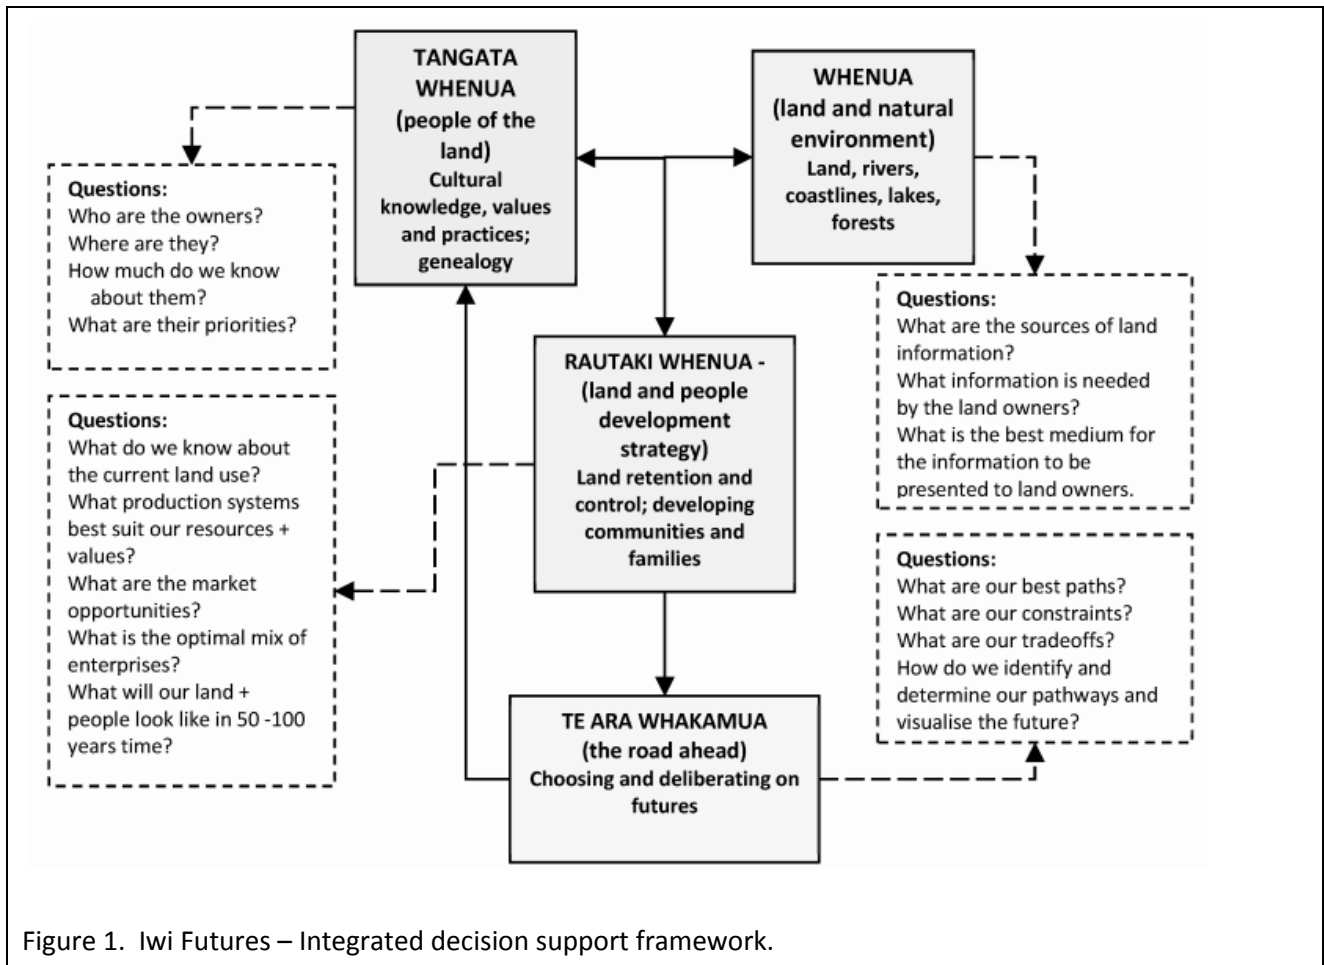 TANGATA
WHENUA
(people of the
land)
Cultural
knowledge, values
and practices;
genealogy
WHENUA
(land and natural
environment)
Land, rivers,
coastlines, lakes,
forests
Questions:
Who are the owners?
Where are they?
How much do we know
about them?
What are their priorities?
Questions:
What are the sources of land
information?
What information is needed
by the land owners?
What is the best medium for
the information to be
presented to land owners.
RAUTAKI WHENUA -
(land and people
development
strategy)
Land retention and
control; developing
communities and
families
Questions:
What do we know about
the current land use?
What production systems
best suit our resources +
values?
What are the market
opportunities?
What is the optimal mix of
enterprises?
What will our land +
people look like in 50 -100
years time?
Questions:
What are our best paths?
What are our constraints?
What are our tradeoffs?
How do we identify and
determine our pathways and
visualise the future?
TE ARA WHAKAMUA
(the road ahead)
Choosing and deliberating on
futures
Figure 1.  Iwi Futures – Integrated decision support framework.